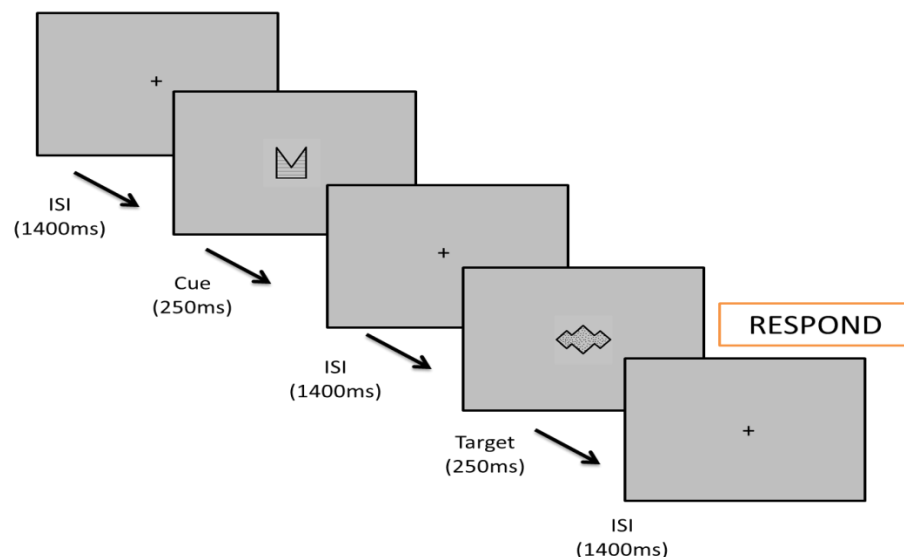 ISI
(1400ms)
Cue
(250ms)
ISI
(1400ms)
Target
(250ms)
RESPOND
ISI
(1400ms)